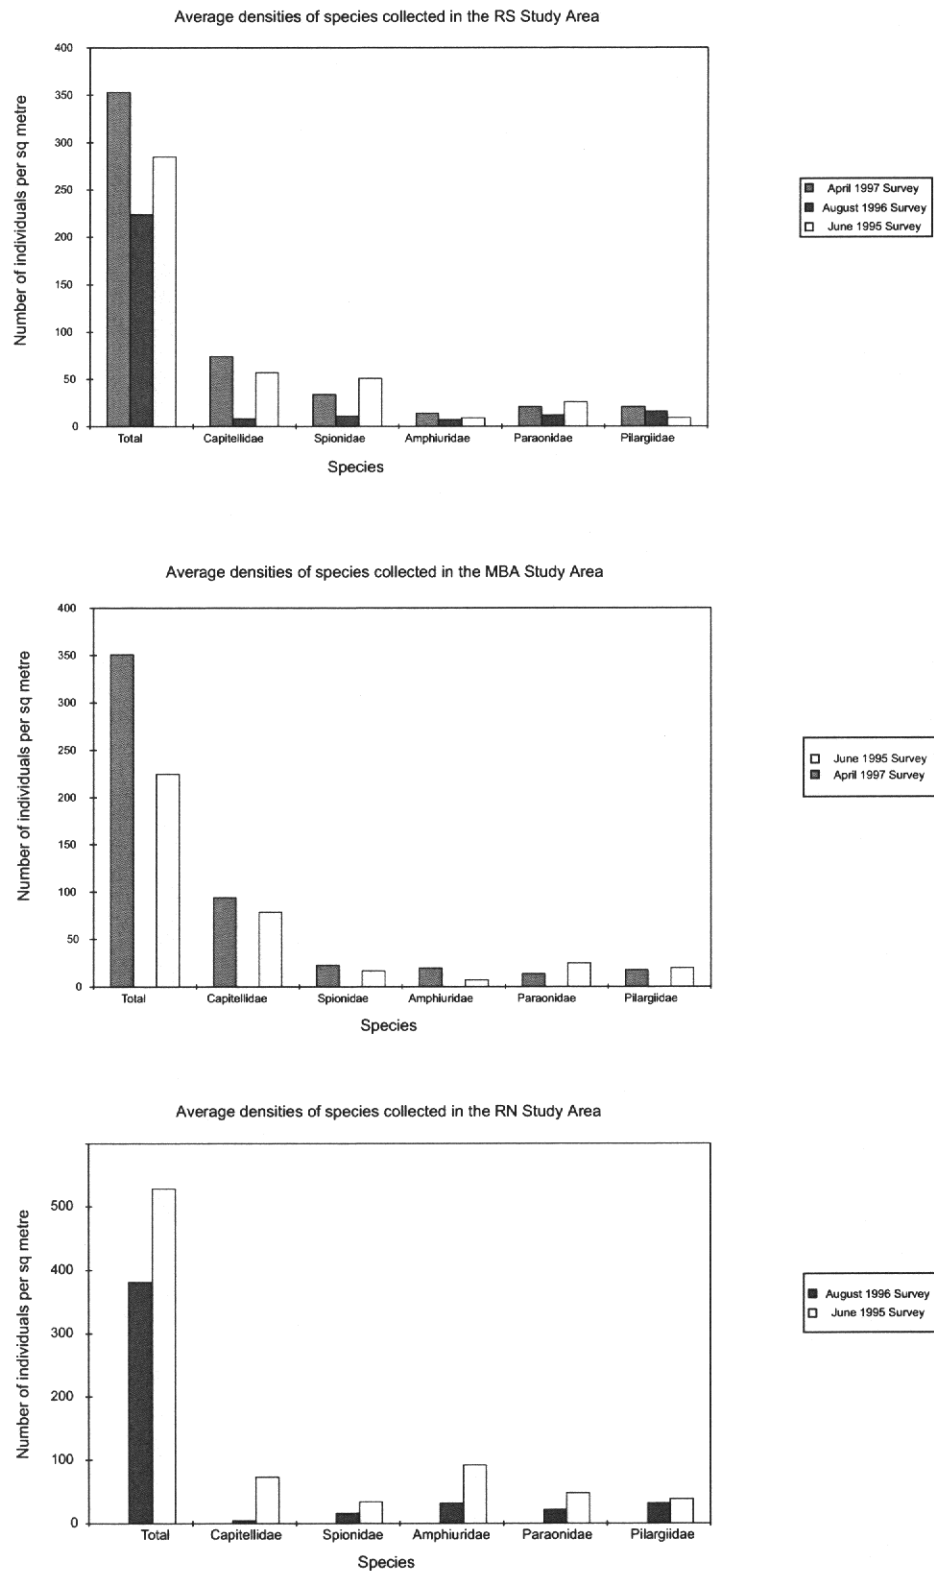 Average densities of species collected in the RS Study Area
Number of individuals per sq metre
400
350
300
250
200
150
100
50
0
Total Capitellidae Spionidae Amphiuridae Paraonidae Pilargiidae
Species
April 1997 Survey
August 1996 Survey
June 1995 Survey
Average densities of species collected in the MBA Study Area
Number of individuals per sq metre
400
350
300
250
200
150
100
50
0
Total Capitellidae Spionidae Amphiuridae Paraonidae Pilargiidae
Species
June 1995 Survey
April 1997 Survey
Average densities of species collected in the RN Study Area
Number of individuals per sq metre
500
400
300
200
100
0
Total Capitellidae Spionidae Amphiuridae Paraonidae Pilargiidae
Species
August 1996 Survey
June 1995 Survey